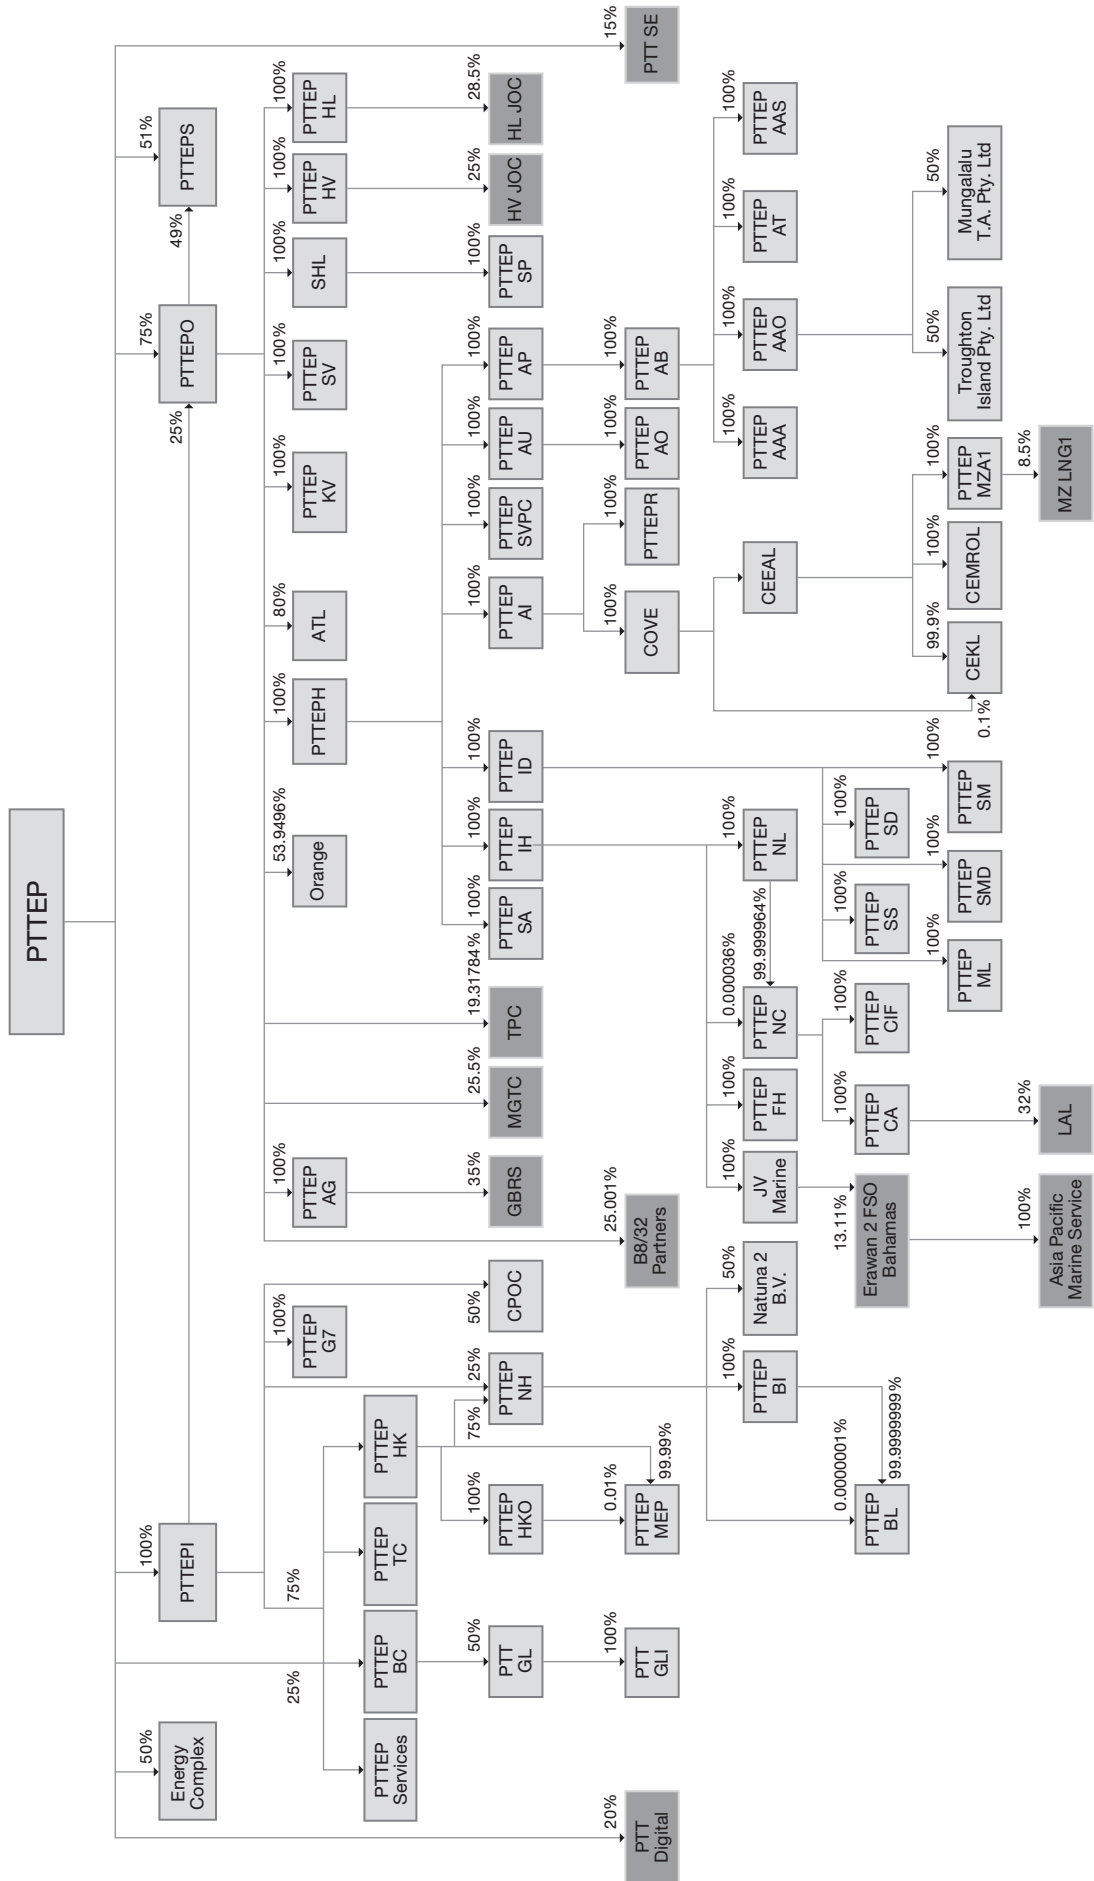 PTTEP
50%
Energy
Complex
100%
PTTEPI
75%
PTTEPO
51%
PTTEPS
25%
49%
20%
PTT
Digital
15%
PTT SE
25%
75%
PTTEP
Services
PTTEP
BC
PTTEP
TC
PTTEP
HK
100%
PTTEP
G7
50%
PTT
GL
100%
PTT
GLI
100%
PTTEP
HKO
75%
25%
PTTEP
NH
50%
CPOC
0.01%
PTTEP
MEP
99.99%
100%
PTTEP
BI
50%
Natuna 2
B.V.
0.0000001%
PTTEP
BL
99.9999999%
25.001%
B8/32
Partners
100%
PTTEP
AG
35%
GBRS
25.5%
MGTC
19.31784%
TPC
53.9496%
Orange
100%
PTTEPH
80%
ATL
100%
PTTEP
KV
100%
PTTEP
SV
100%
SHL
100%
PTTEP
HV
100%
PTTEP
HL
100%
PTTEP
SP
25%
HV JOC
28.5%
HL JOC
100%
PTTEP
SA
100%
PTTEP
IH
100%
PTTEP
ID
100%
PTTEP
AI
100%
PTTEP
SVPC
100%
PTTEP
AU
100%
PTTEP
AP
100%
COVE
100%
PTTEPR
100%
PTTEP
AO
100%
PTTEP
AB
100%
JV
Marine
100%
PTTEP
FH
0.000036%
PTTEP
NC
99.999964%
100%
PTTEP
NL
CEEAL
100%
PTTEP
AAA
100%
PTTEP
AAO
100%
PTTEP
AT
100%
PTTEP
AAS
13.11%
Erawan 2 FSO
Bahamas
100%
PTTEP
CA
100%
PTTEP
CIF
100%
PTTEP
SS
100%
PTTEP
SD
100%
PTTEP
ML
100%
PTTEP
SMD
100%
PTTEP
SM
0.1%
99.9%
CEKL
100%
CEMROL
100%
PTTEP
MZA1
50%
Troughton
Island Pty. Ltd
50%
Mungalalu
T.A. Pty. Ltd
100%
Asia Pacific
Marine Service
32%
LAL
8.5%
MZ LNG1